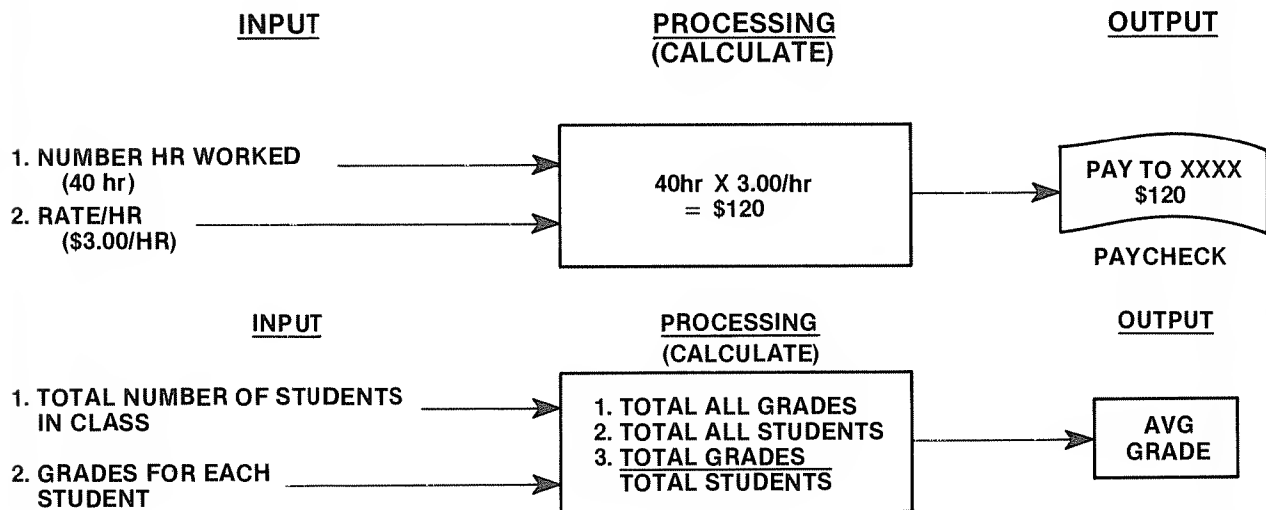 INPUT
PROCESSING
(CALCULATE)
OUTPUT
1. NUMBER HR WORKED
(40 hr)
2. RATE/HR
($3.00/HR)
40hr X 3.00/hr
= $120
PAY TO XXXX
$120
PAYCHECK
INPUT
PROCESSING
(CALCULATE)
OUTPUT
1. TOTAL NUMBER OF STUDENTS
IN CLASS
2. GRADES FOR EACH
STUDENT
1. TOTAL ALL GRADES
2. TOTAL ALL STUDENTS
3. TOTAL GRADES
TOTAL STUDENTS
AVG
GRADE